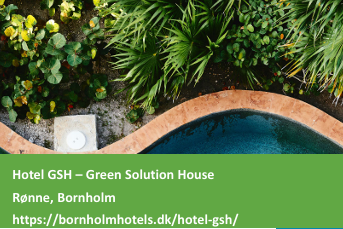 Hotel GSH – Green Solution House
Rønne, Bornholm
https://bornholmhotels.dk/hotel-gsh/